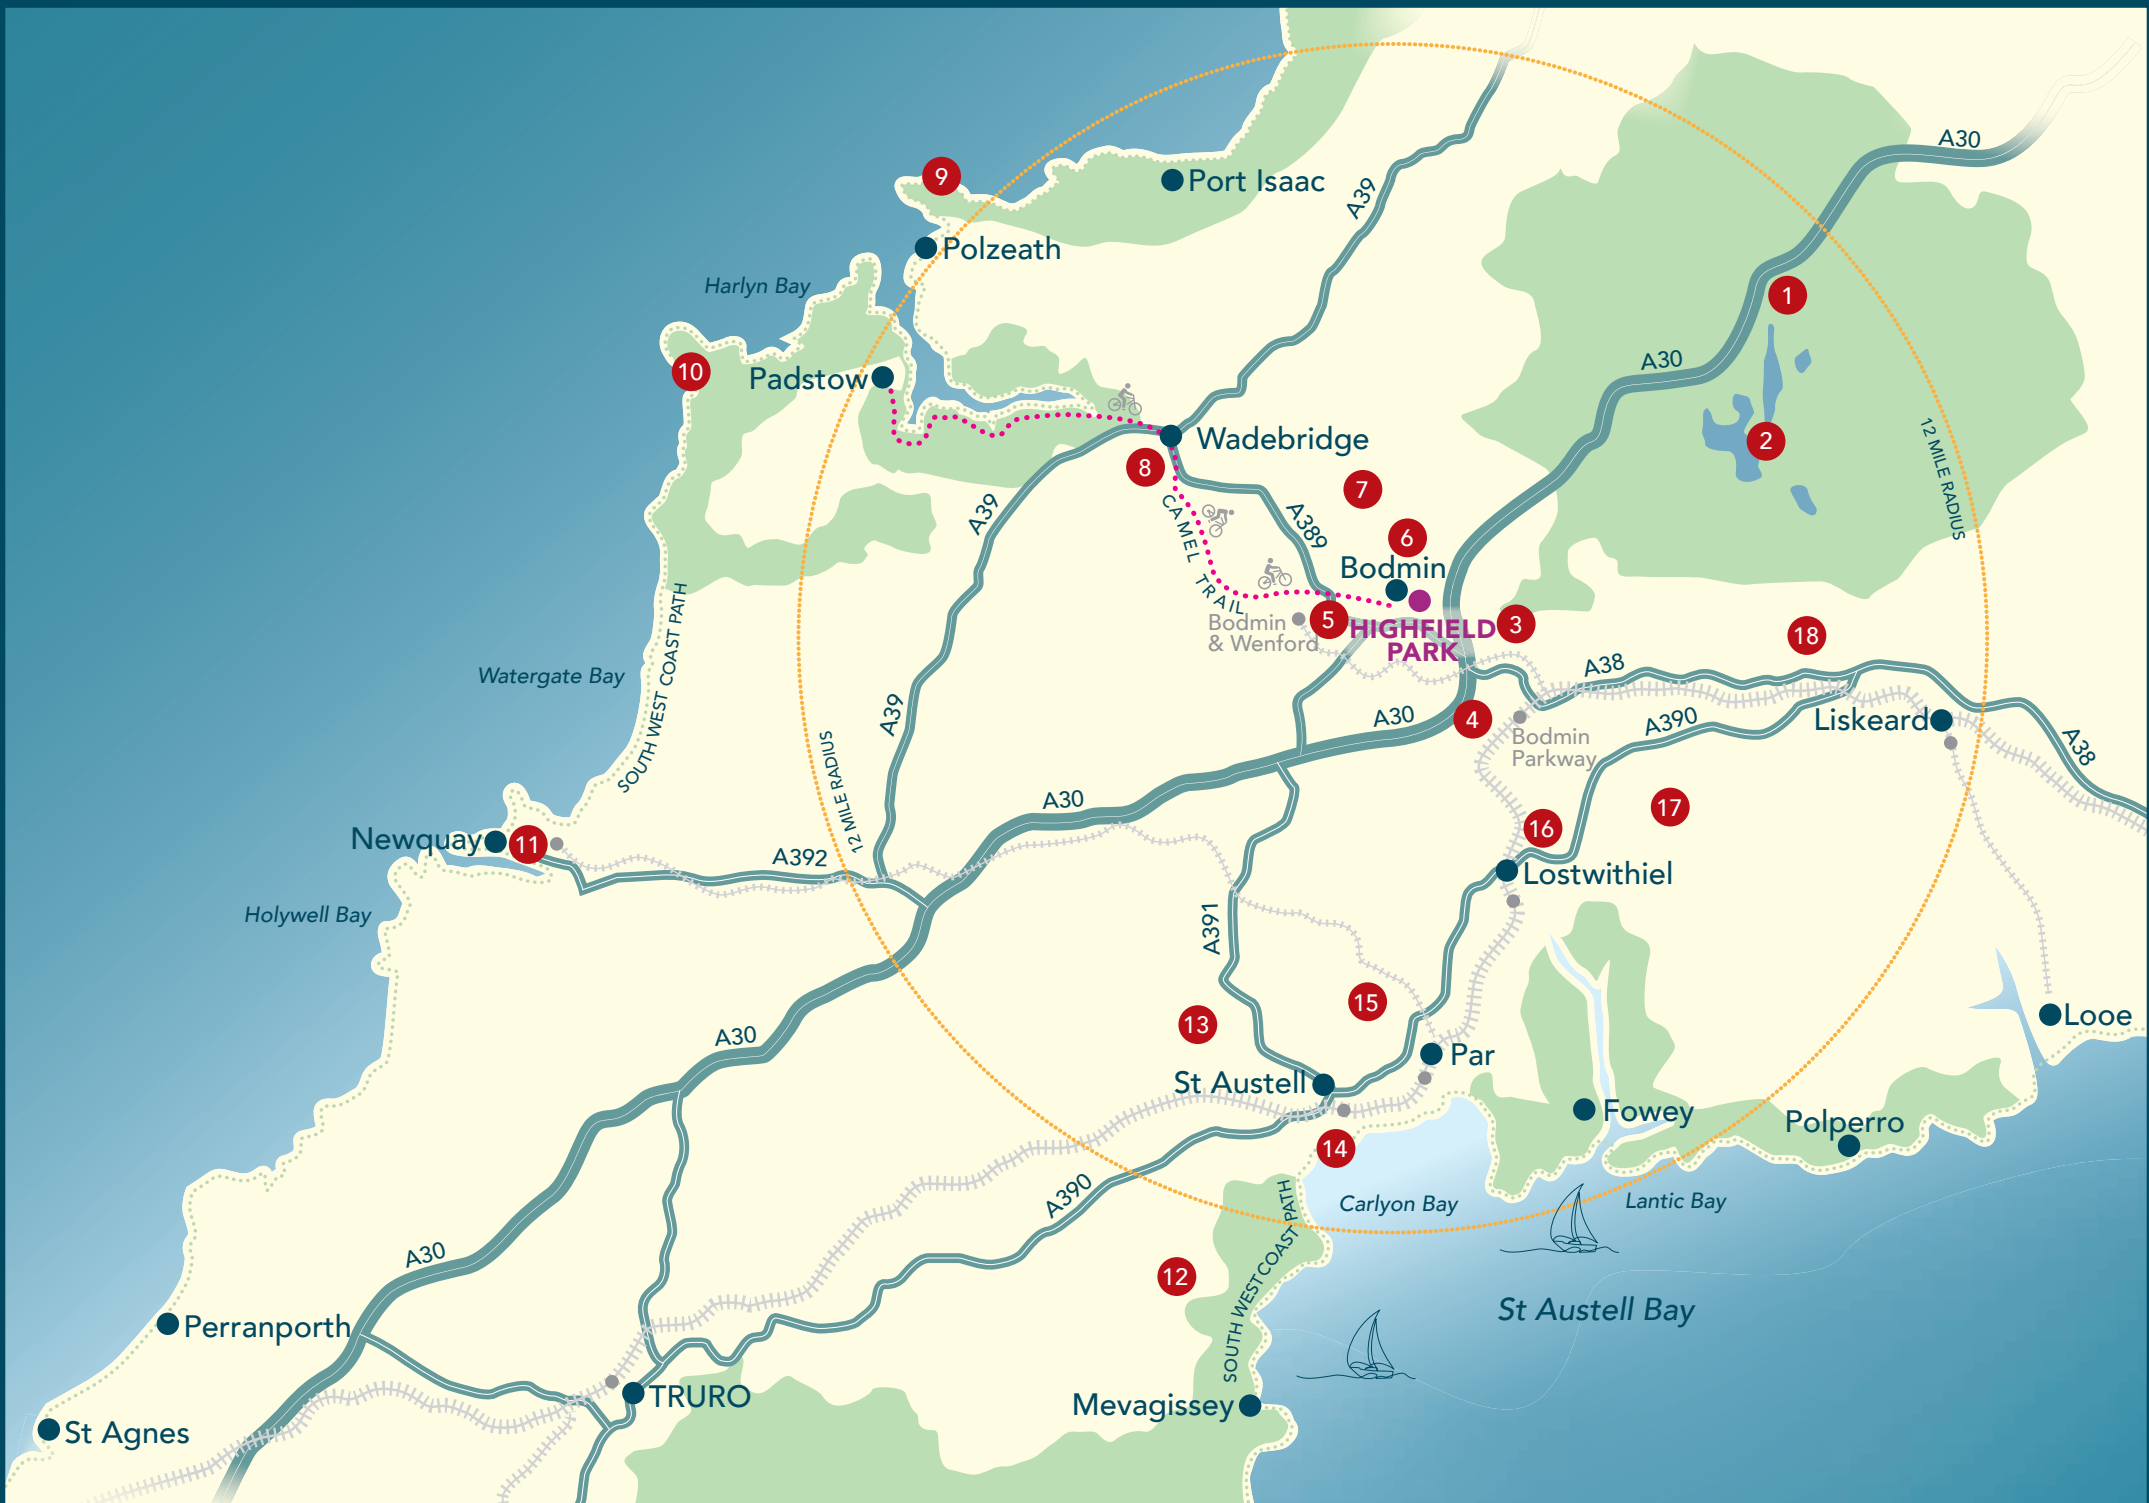 A30
9
Port Isaac
A39
Polzeath
Harlyn Bay
1
10
Padstow
A30
Wadebridge
2
8
7
12 MILE RADIUS
A39
CAMEL TRAIL
A389
6
Bodmin
SOUTH WEST COAST PATH
Bodmin
& Wenford
5
HIGHFIELD
PARK
3
18
Watergate Bay
A38
A39
A30
4
Bodmin
Parkway
A390
Liskeard
A38
12 MILE RADIUS
A30
17
16
Newquay
11
A392
Lostwithiel
Holywell Bay
A391
15
13
Looe
A30
Par
St Austell
Fowey
Polperro
14
A390
Carlyon Bay
Lantic Bay
A30
12
SOUTH WEST COAST PATH
St Austell Bay
Perranporth
TRURO
Mevagissey
St Agnes